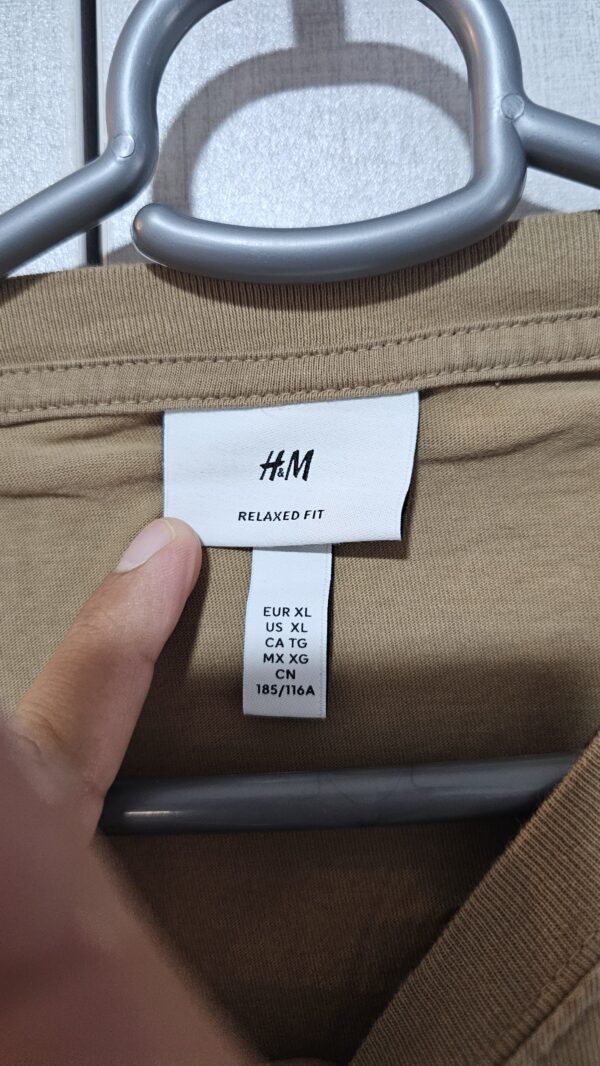 H&M
RELAXED FIT
EUR XL
US XL
CA TG
MX XG
CN
185/116A